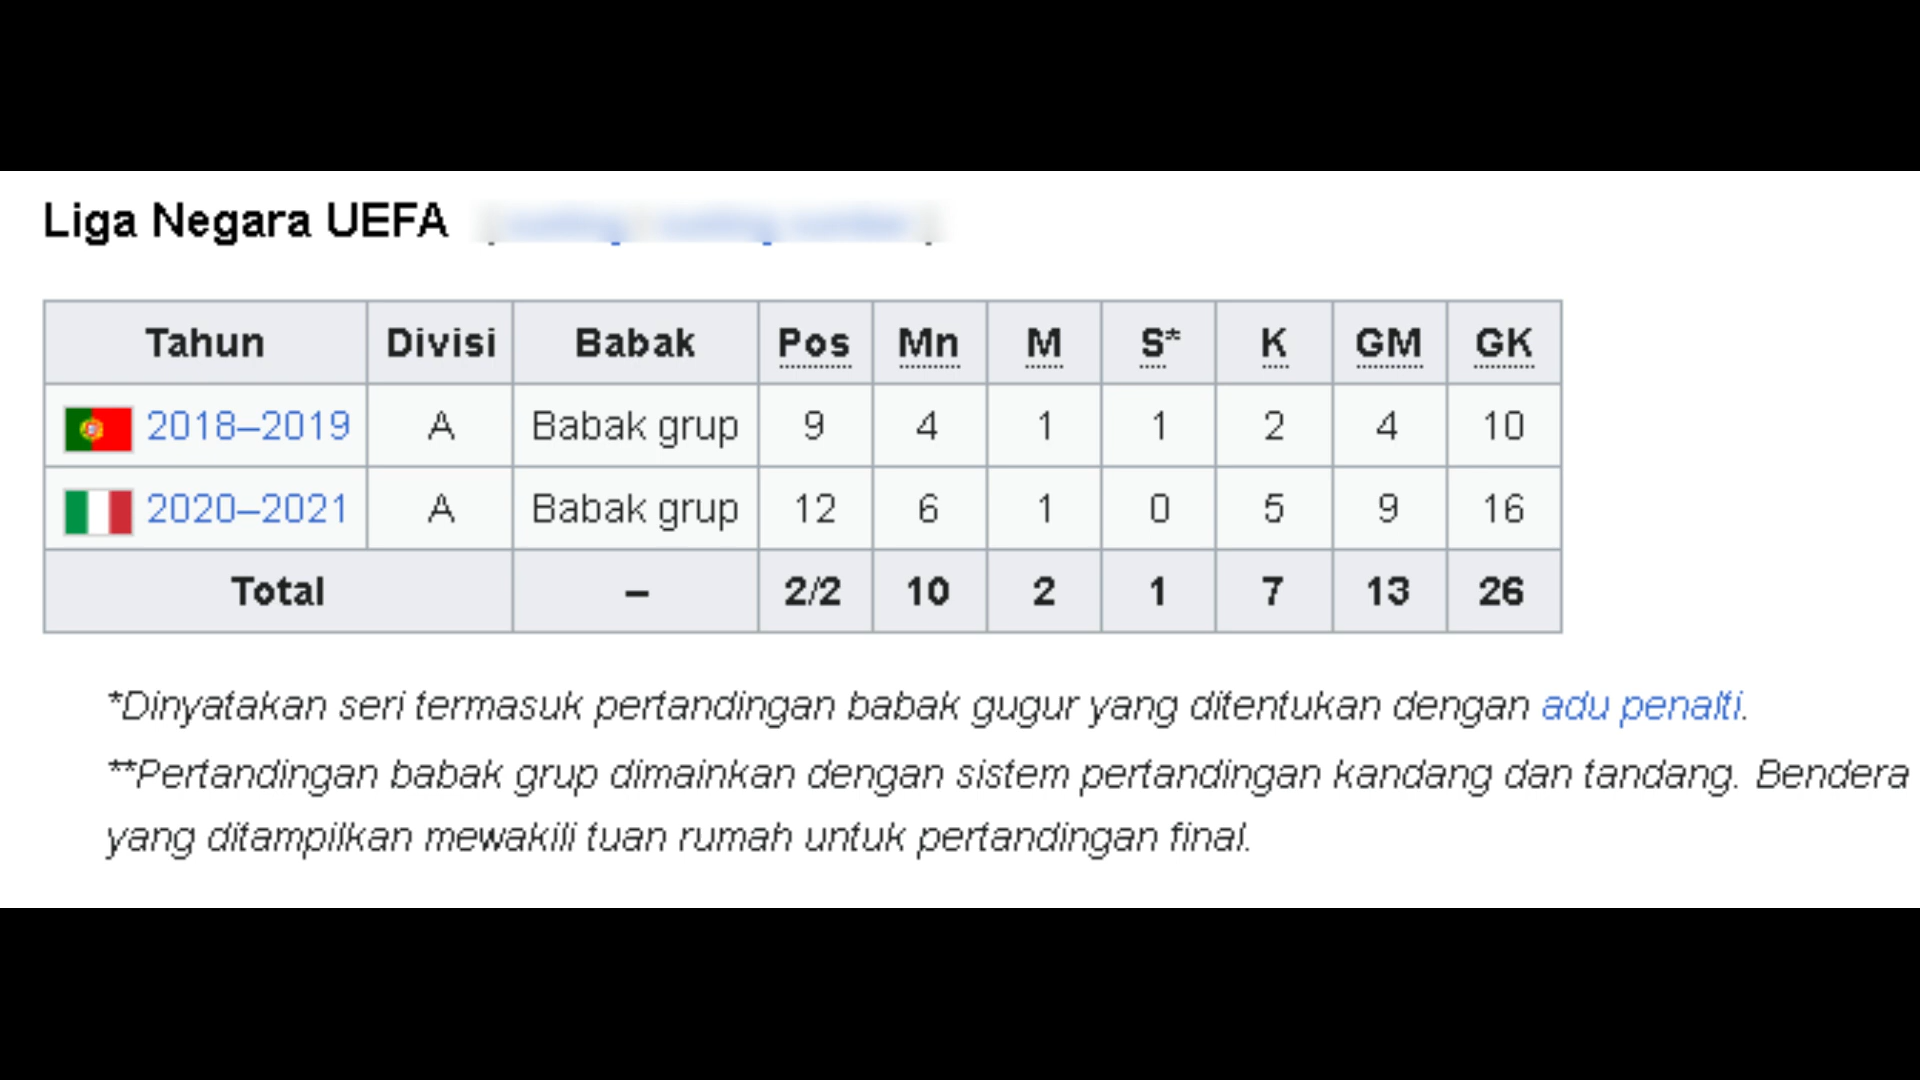 Liga Negara UEFA
Tahun Divisi Babak Pos Mn M S* K GM GK
2018–2019 A Babak grup 9 4 1 1 2 4 10
2020–2021 A Babak grup 12 6 1 0 5 9 16
Total – 2/2 10 2 1 7 13 26
*Dinyatakan seri termasuk pertandingan babak gugur yang ditentukan dengan adu penalti.
**Pertandingan babak grup dimainkan dengan sistem pertandingan kandang dan tandang. Bendera
yang ditampilkan mewakili tuan rumah untuk pertandingan final.